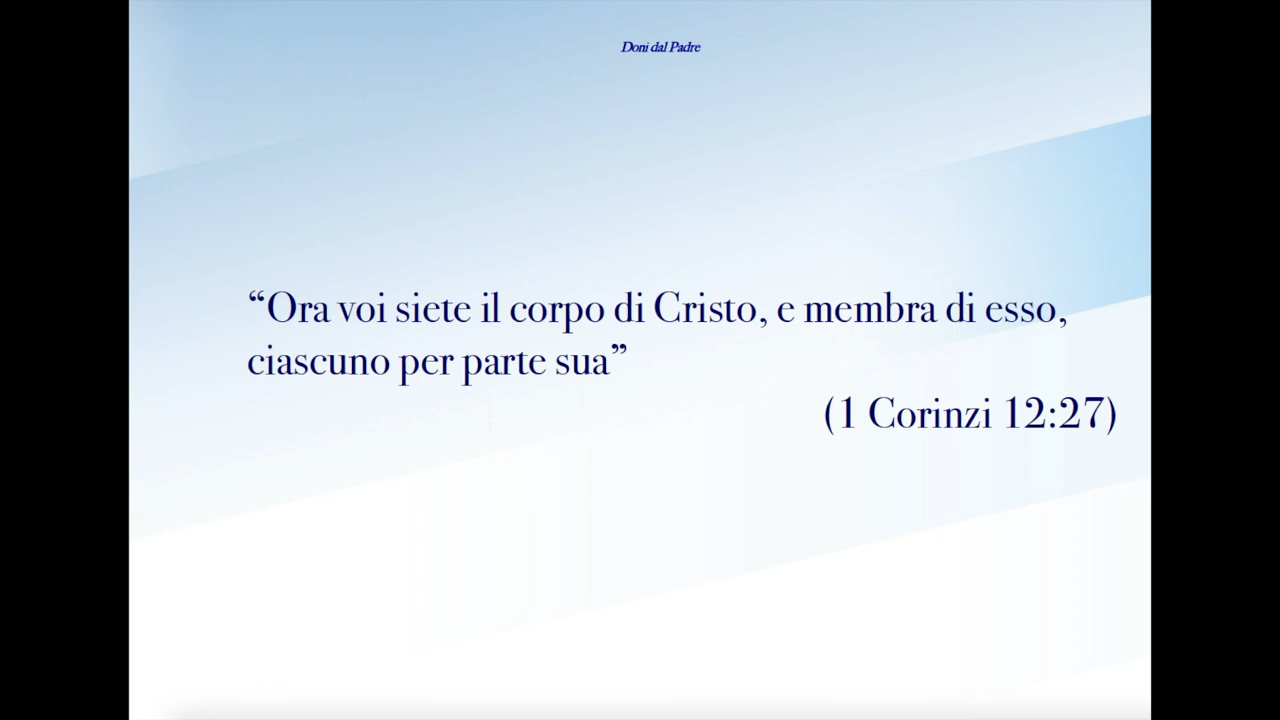 Doni dal Padre
“Ora voi siete il corpo di Cristo, e membra di esso,
ciascuno per parte sua”
(1 Corinzi 12:27)